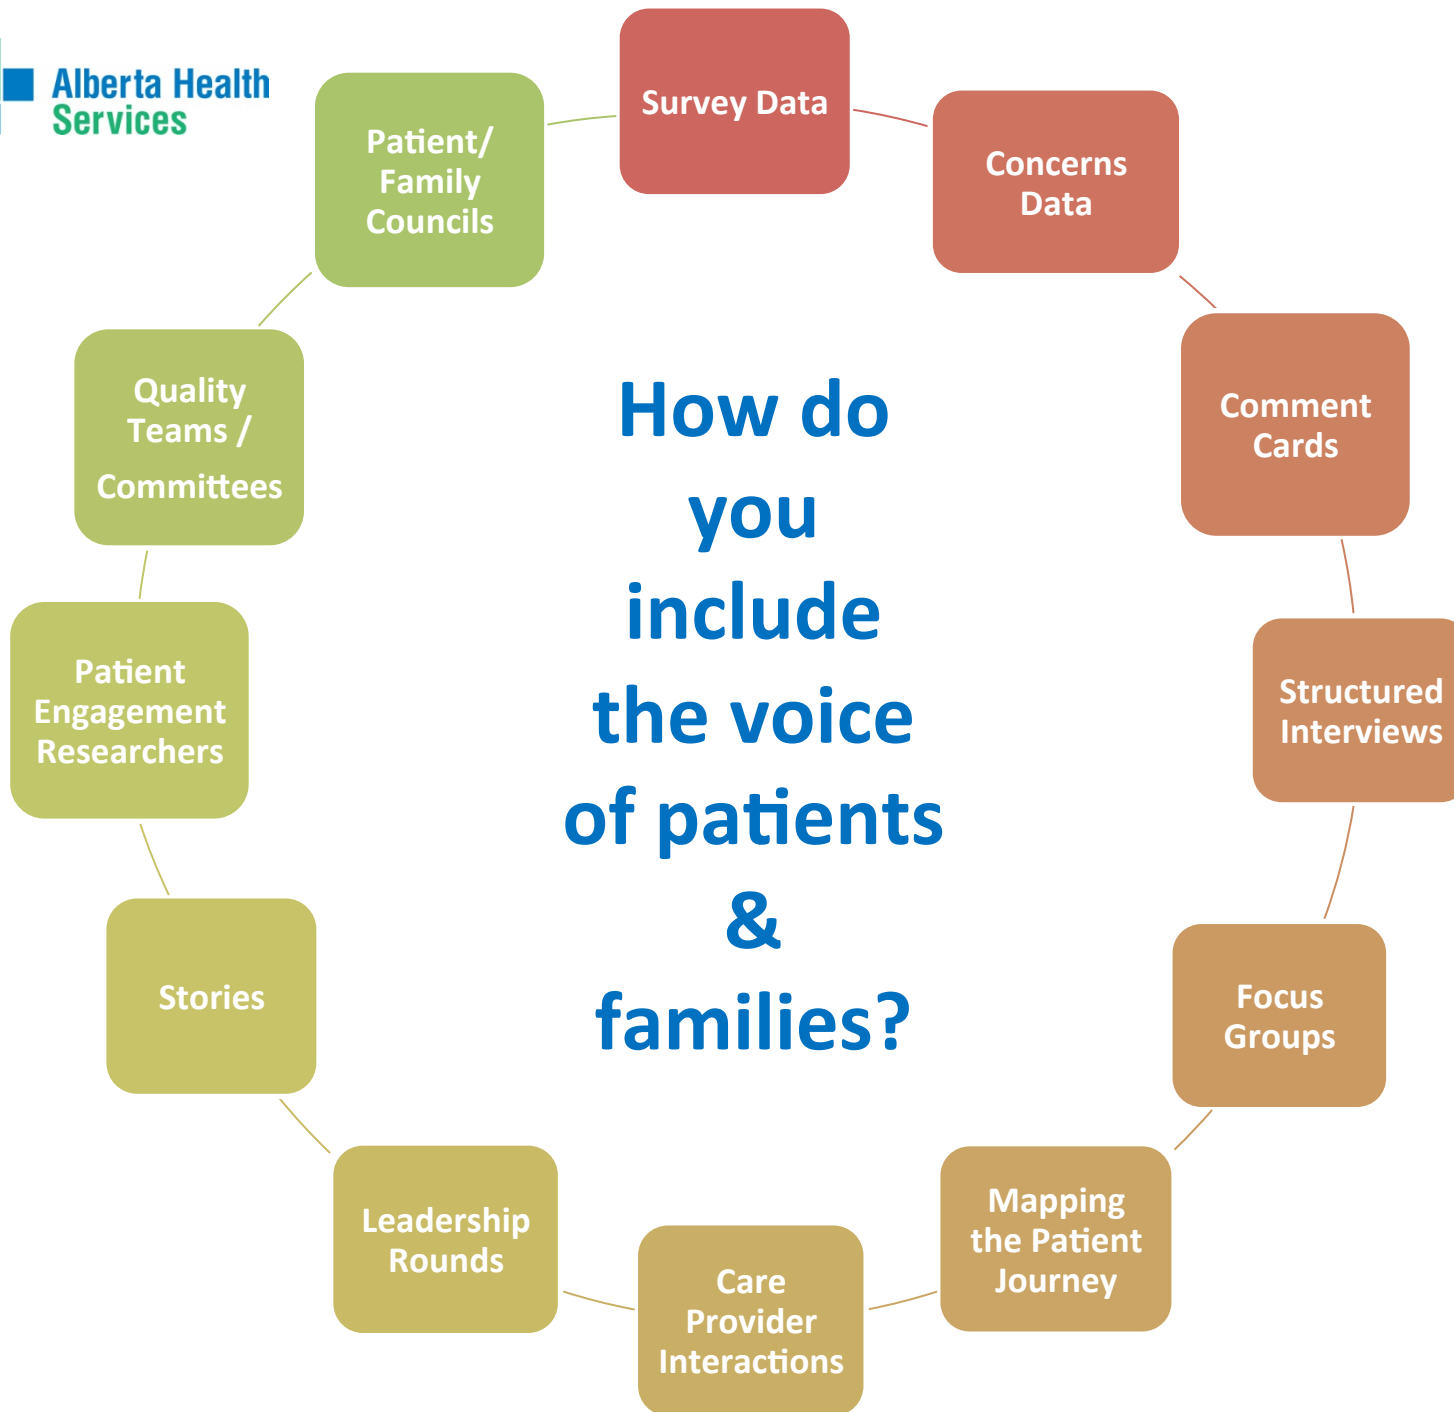 Alberta Health
Services
Survey Data
Concerns
Data
Comment
Cards
Structured
Interviews
Focus
Groups
Mapping
the Patient
Journey
Care
Provider
Interactions
Leadership
Rounds
Stories
Patient
Engagement
Researchers
Quality
Teams /
Committees
Patient/
Family
Councils
How do
you
include
the voice
of patients
&
families?